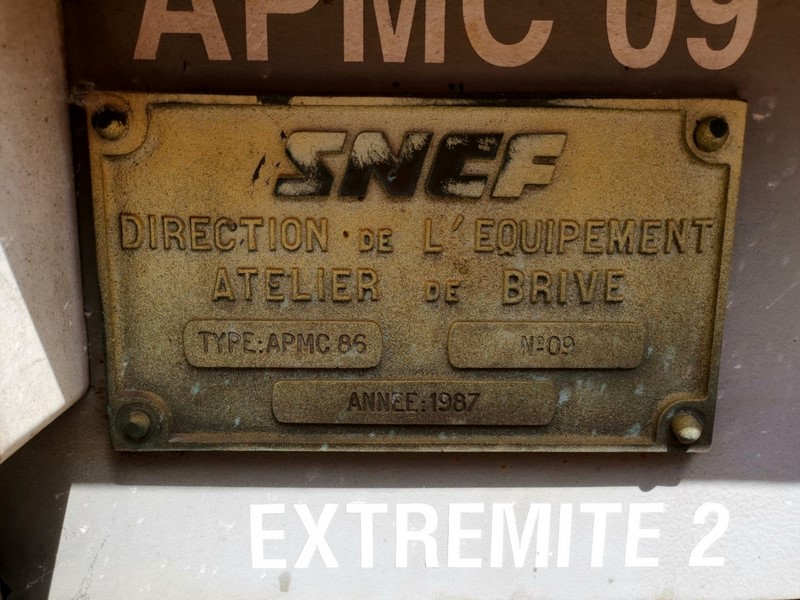 APMC 09
SNCF
DIRECTION DE L'EQUIPEMENT
ATELIER DE BRIVE
TYPE:APMC 86
Nº09
ANNEE:1987
EXTREMITE 2